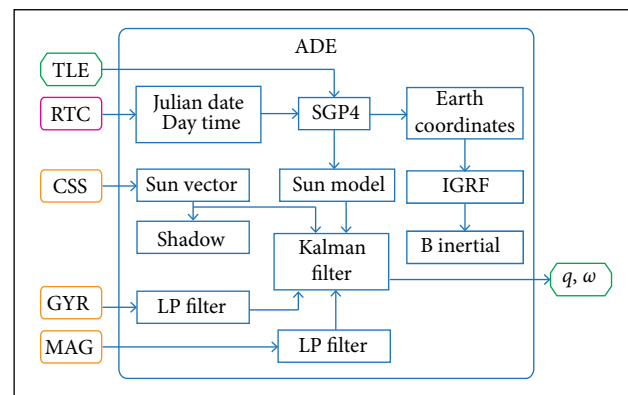 ADE
TLE
RTC
Julian date
Day time
SGP4
Earth
coordinates
CSS
Sun vector
Sun model
IGRF
Shadow
Kalman
filter
B inertial
q, ω
GYR
LP filter
MAG
LP filter